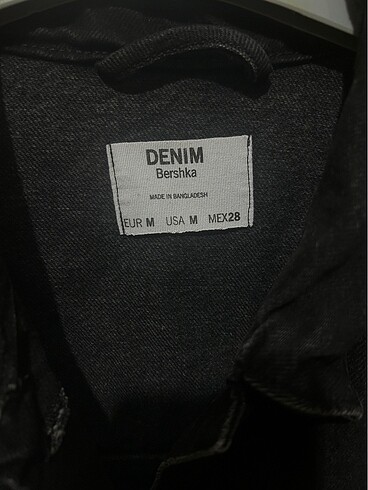 DENIM
Bershka
MADE IN BANGLADESH
EUR M USA M MEX28